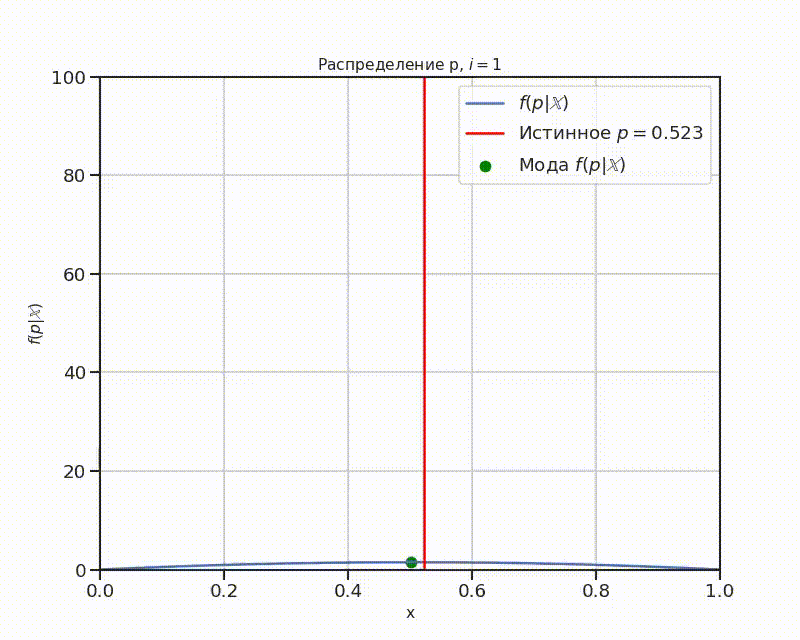 Распределение p, i = 1
f(p|𝕏)
Истинное p = 0.523
Мода f(p|𝕏)
f(p|𝕏)
100
80
60
40
20
0
0.0 0.2 0.4 0.6 0.8 1.0
x